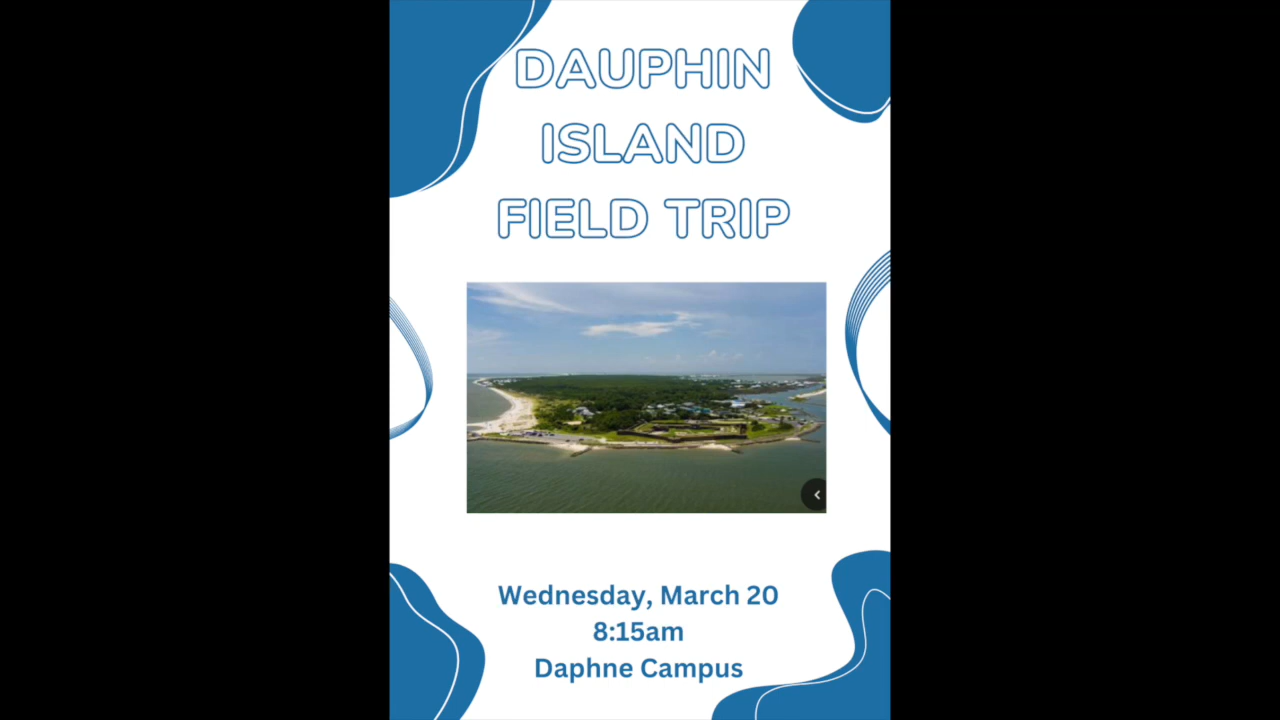 DAUPHIN
ISLAND
FIELD TRIP
Wednesday, March 20
8:15am
Daphne Campus